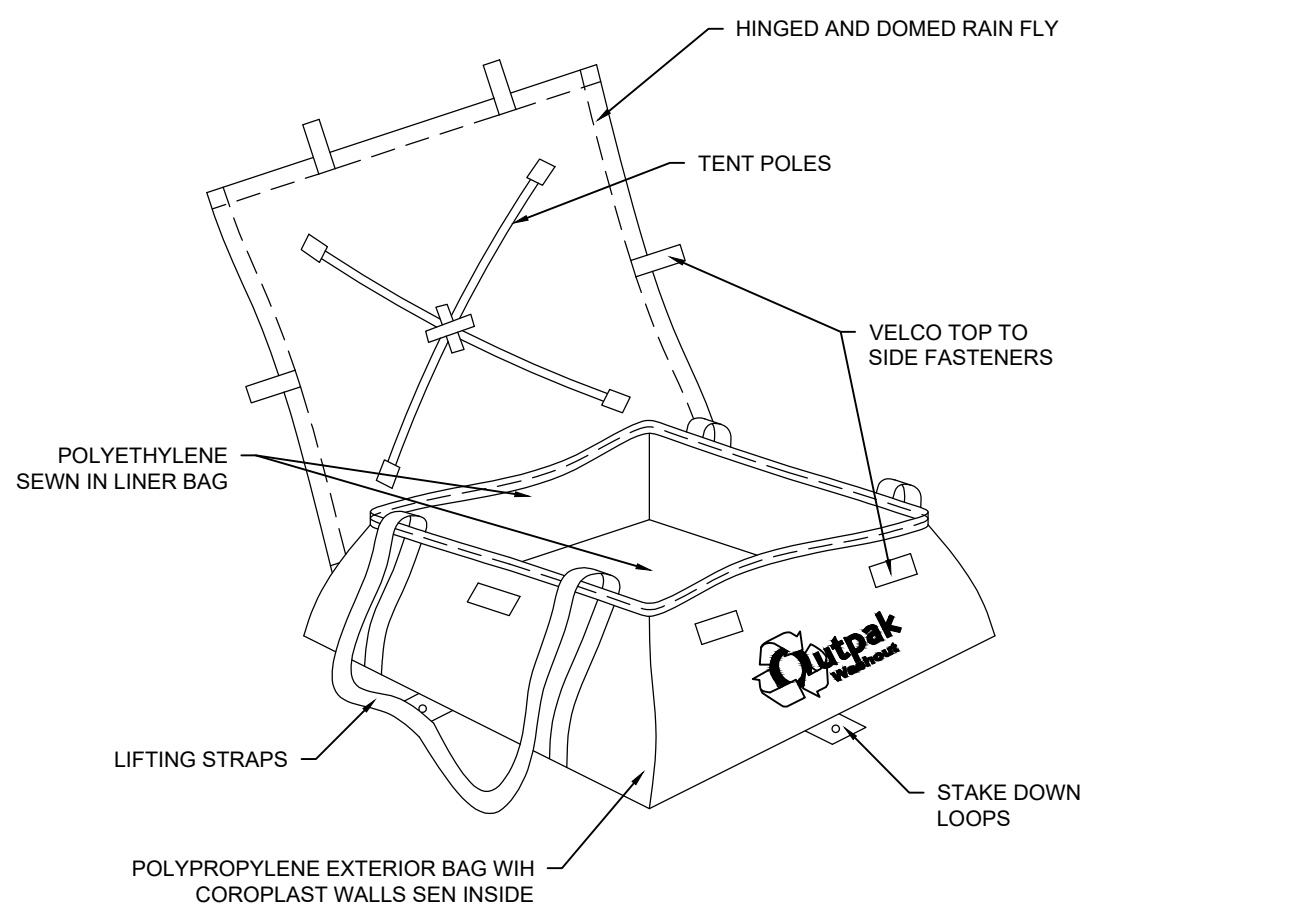 HINGED AND DOMED RAIN FLY
TENT POLES
VELCO TOP TO
SIDE FASTENERS
POLYETHYLENE
SEWN IN LINER BAG
Outpak
Washout
LIFTING STRAPS
STAKE DOWN
LOOPS
POLYPROPYLENE EXTERIOR BAG WIH
COROPLAST WALLS SEN INSIDE